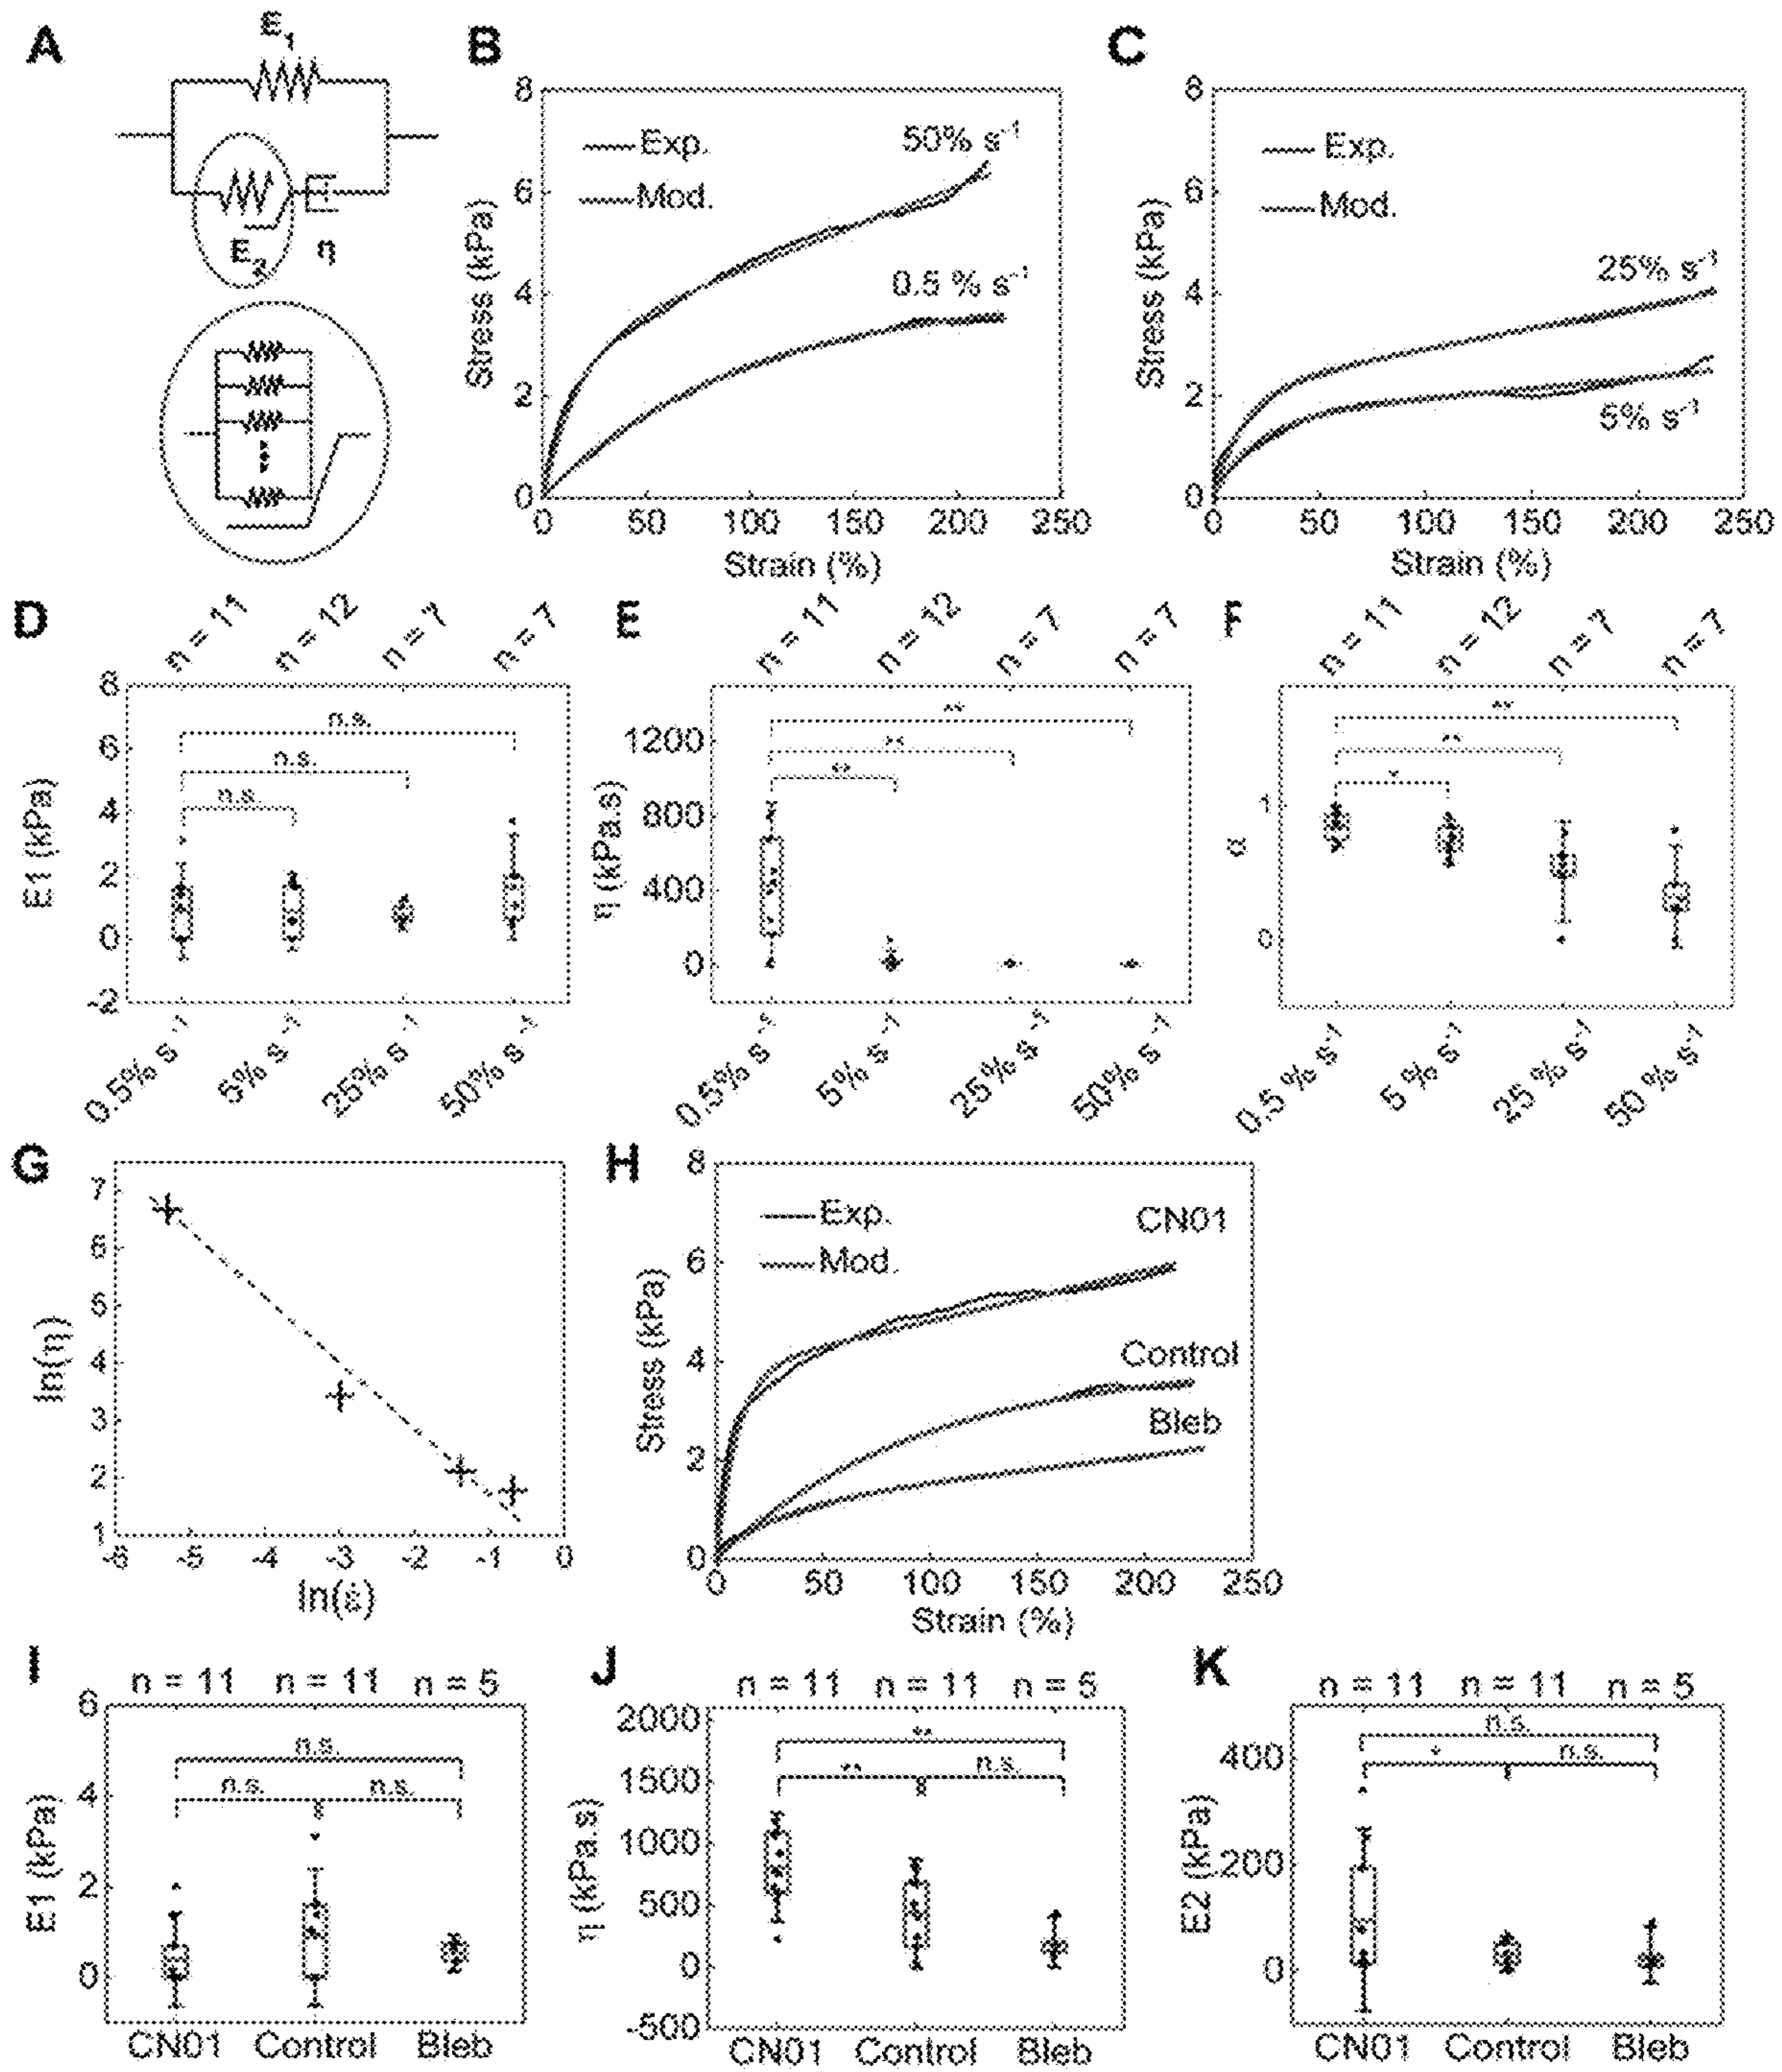 A
E1
E2
η
B
8
6
4
2
0
Exp.
Mod.
50% s-1
0.5 % s-1
Stress (kPa)
0 50 100 150 200 250
Strain (%)
C
8
6
4
2
0
Exp.
Mod.
25% s-1
5% s-1
Stress (kPa)
0 50 100 150 200 250
Strain (%)
D
n = 11 n = 12 n = 7 n = 7
8
6
4
2
0
-2
n.s.
n.s.
n.s.
E1 (kPa)
0.5% s-1 5% s-1 25% s-1 50% s-1
E
n = 11 n = 12 n = 7 n = 7
1200
800
400
0
**
**
**
η (kPa.s)
0.5% s-1 5% s-1 25% s-1 50% s-1
F
n = 11 n = 12 n = 7 n = 7
1
0
**
**
*
α
0.5 % s-1 5 % s-1 25 % s-1 50 % s-1
G
7
6
5
4
3
2
1
ln(η)
-6 -5 -4 -3 -2 -1 0
ln(ε̇)
H
8
6
4
2
0
Exp.
Mod.
CN01
Control
Bleb
Stress (kPa)
0 50 100 150 200 250
Strain (%)
I
n = 11 n = 11 n = 5
6
4
2
0
n.s.
n.s. n.s.
E1 (kPa)
CN01 Control Bleb
J
n = 11 n = 11 n = 5
2000
1500
1000
500
0
-500
**
** n.s.
η (kPa.s)
CN01 Control Bleb
K
n = 11 n = 11 n = 5
400
200
0
n.s.
* n.s.
E2 (kPa)
CN01 Control Bleb